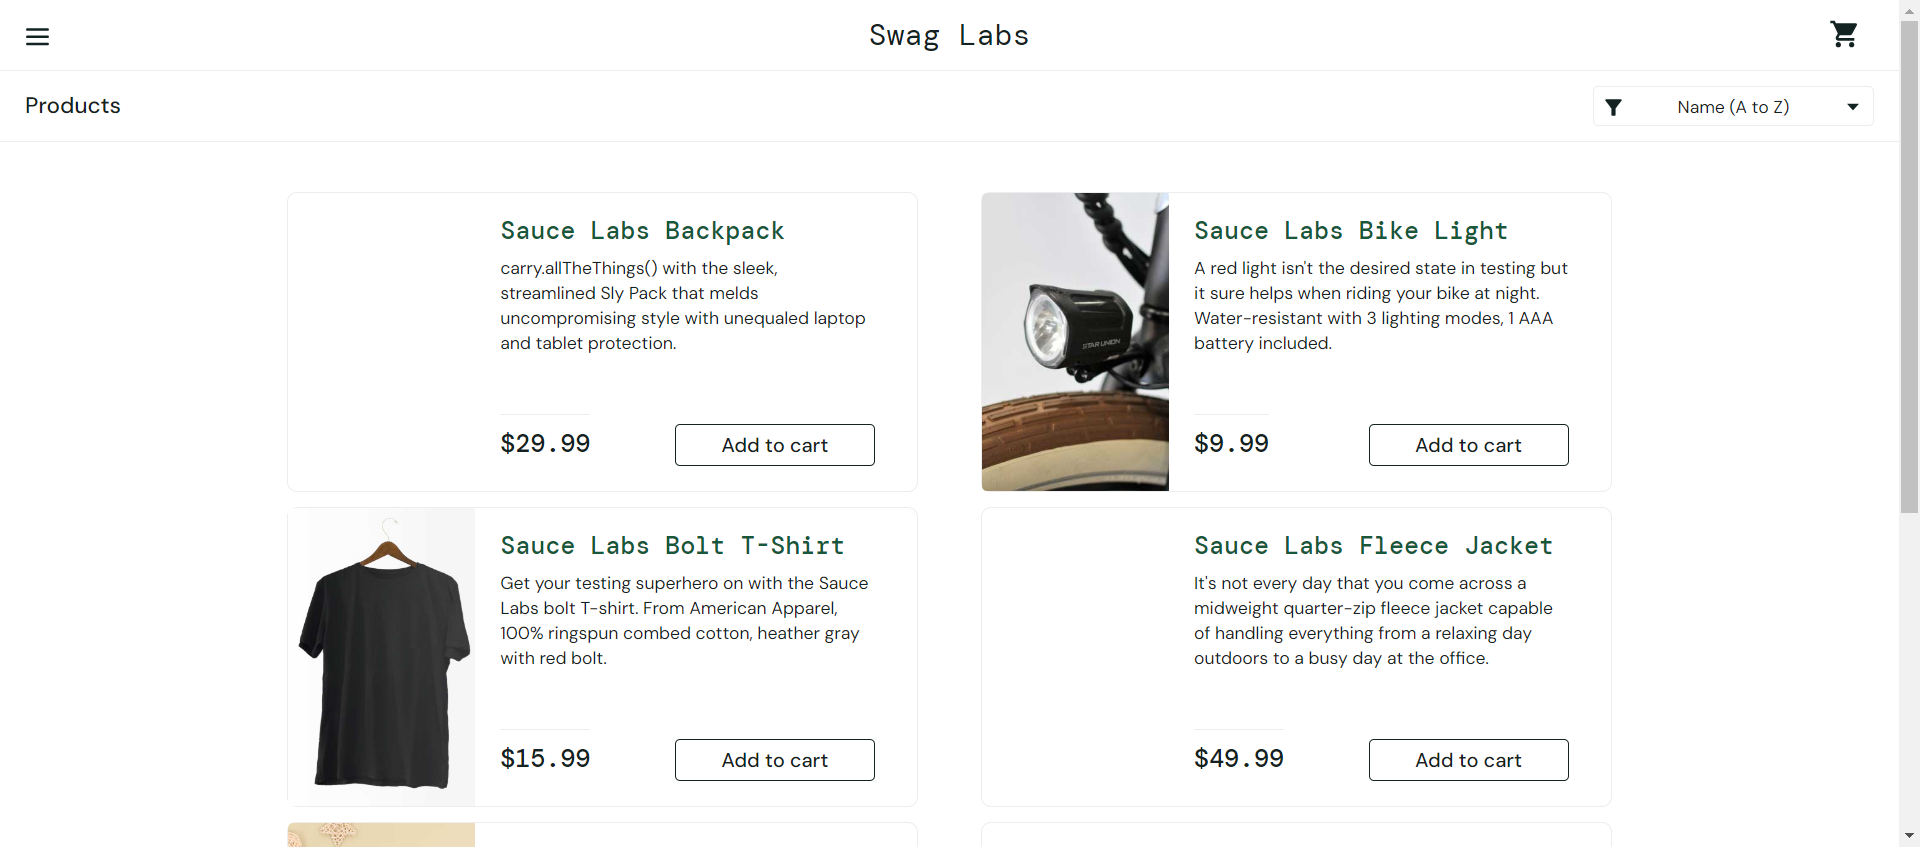 Swag Labs
Products
Name (A to Z)
Sauce Labs Backpack
carry.allTheThings() with the sleek,
streamlined Sly Pack that melds
uncompromising style with unequaled laptop
and tablet protection.
$29.99
Add to cart
STAR UNION
Sauce Labs Bike Light
A red light isn't the desired state in testing but
it sure helps when riding your bike at night.
Water-resistant with 3 lighting modes, 1 AAA
battery included.
$9.99
Add to cart
Sauce Labs Bolt T-Shirt
Get your testing superhero on with the Sauce
Labs bolt T-shirt. From American Apparel,
100% ringspun combed cotton, heather gray
with red bolt.
$15.99
Add to cart
Sauce Labs Fleece Jacket
It's not every day that you come across a
midweight quarter-zip fleece jacket capable
of handling everything from a relaxing day
outdoors to a busy day at the office.
$49.99
Add to cart